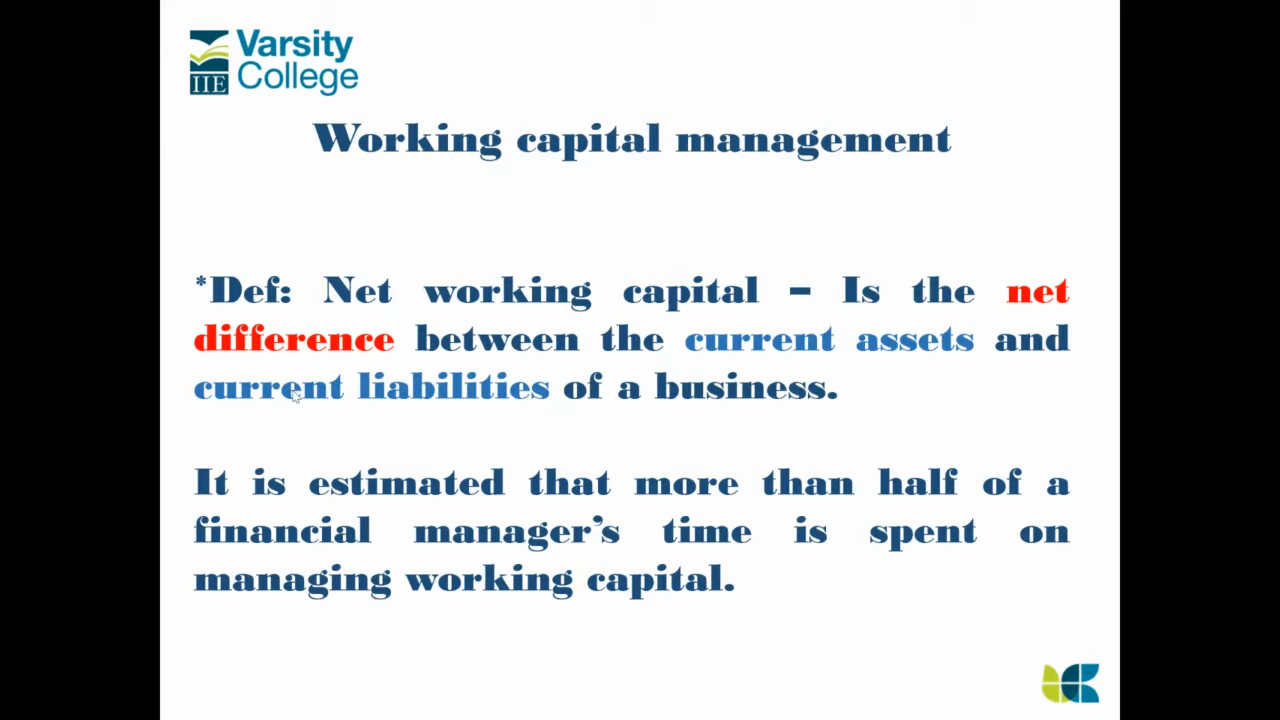 Varsity
College
IIE
Working capital management
*Def: Net working capital – Is the net
difference between the current assets and
current liabilities of a business.
It is estimated that more than half of a
financial manager’s time is spent on
managing working capital.